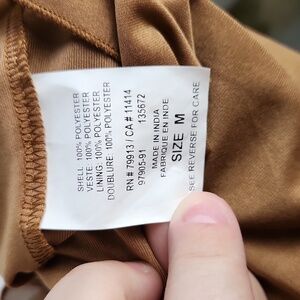 SHELL: 100% POLYESTER
VESTE: 100% POLYESTER
LINING: 100% POLYESTER
DOUBLURE: 100% POLYESTER
RN # 79913 / CA # 11414
97905-91 135672
MADE IN INDIA
FABRIQUE EN INDE
SIZE M
SEE REVERSE FOR CARE